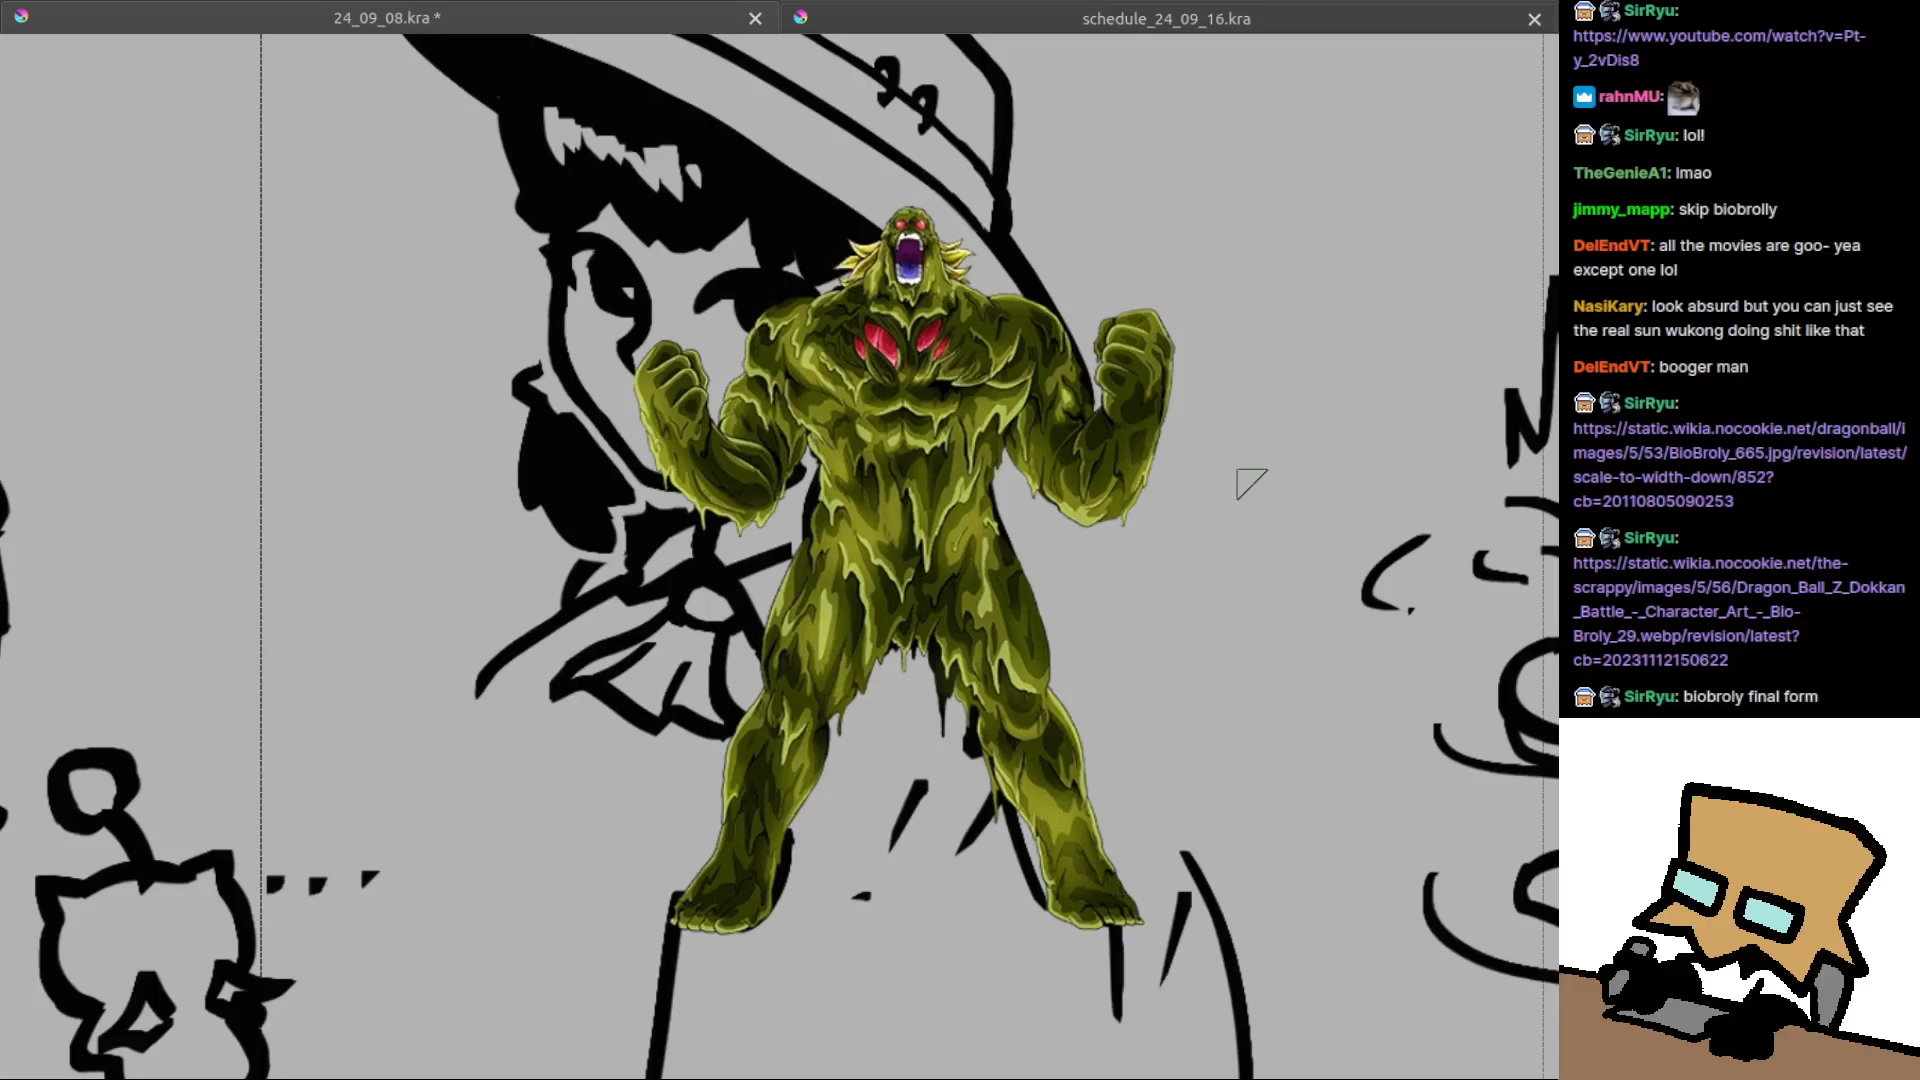 24_09_08.kra *
schedule_24_09_16.kra
SirRyu:
https://www.youtube.com/watch?v=Pt-
y_2vDis8
rahnMU:
SirRyu: lol!
TheGenieA1: lmao
jimmy_mapp: skip biobrolly
DelEndVT: all the movies are goo- yea
except one lol
NasiKary: look absurd but you can just see
the real sun wukong doing shit like that
DelEndVT: booger man
SirRyu:
https://static.wikia.nocookie.net/dragonball/i
mages/5/53/BioBroly_665.jpg/revision/latest/
scale-to-width-down/852?
cb=20110805090253
SirRyu:
https://static.wikia.nocookie.net/the-
scrappy/images/5/56/Dragon_Ball_Z_Dokkan
_Battle_-_Character_Art_-_Bio-
Broly_29.webp/revision/latest?
cb=20231112150622
SirRyu: biobroly final form